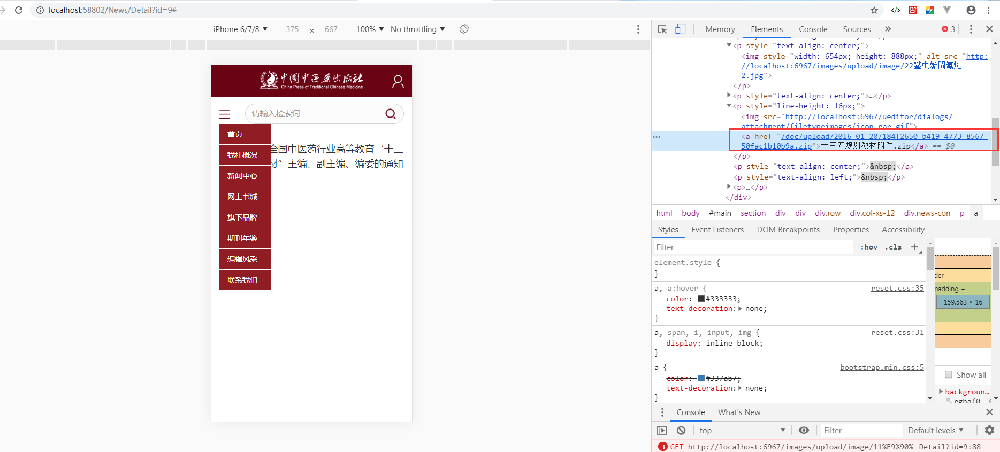 localhost:58802/News/Detail?id=9#
iPhone 6/7/8 ▼ 375 × 667 100% ▼ No throttling ▼
Memory Elements Console Sources » 3
中国中医药出版社
China Press of Traditional Chinese Medicine
请输入检索词
首页
我社概况
新闻中心
网上书城
旗下品牌
期刊年鉴
编辑风采
联系我们
全国中医药行业高等教育‘十三
材”主编、副主编、编委的通知
<p style="text-align: center;">
<img style="width: 654px; height: 888px;" alt src="http:
//localhost:6967/images/upload/image/22
2.jpg">
</p>
<p style="text-align: center;">…</p>
<p style="line-height: 16px;">
<img src="http://localhost:6967/ueditor/dialogs/
attachment/filetypeimages/icon_rar.gif">
<a href="/doc/upload/2016-01-20/184f2650-b419-4773-8567-
50fac1b10b9a.zip">十三五规划教材附件.zip</a> == $0
</p>
<p style="text-align: center;">&nbsp;</p>
<p style="text-align: left;">&nbsp;</p>
<p>…</p>
</div>
html body #main section div div div.row div.col-xs-12 div.news-con p a
Styles Event Listeners DOM Breakpoints Properties Accessibility
Filter :hov .cls +
element.style {
}
a, a:hover { reset.css:35
color: #333333;
text-decoration: none;
}
a, span, i, input, img { reset.css:31
display: inline-block;
}
a { bootstrap.min.css:5
color: #337ab7;
text-decoration: none;
}
–
der –
padding –
159.563 × 16
–
–
–
Show all
backgroun…
rgba(0
Console What's New
top ▼ Filter Default levels ▼
3 GET http://localhost:6967/images/upload/image/11%E9%90% Detail?id=9:88